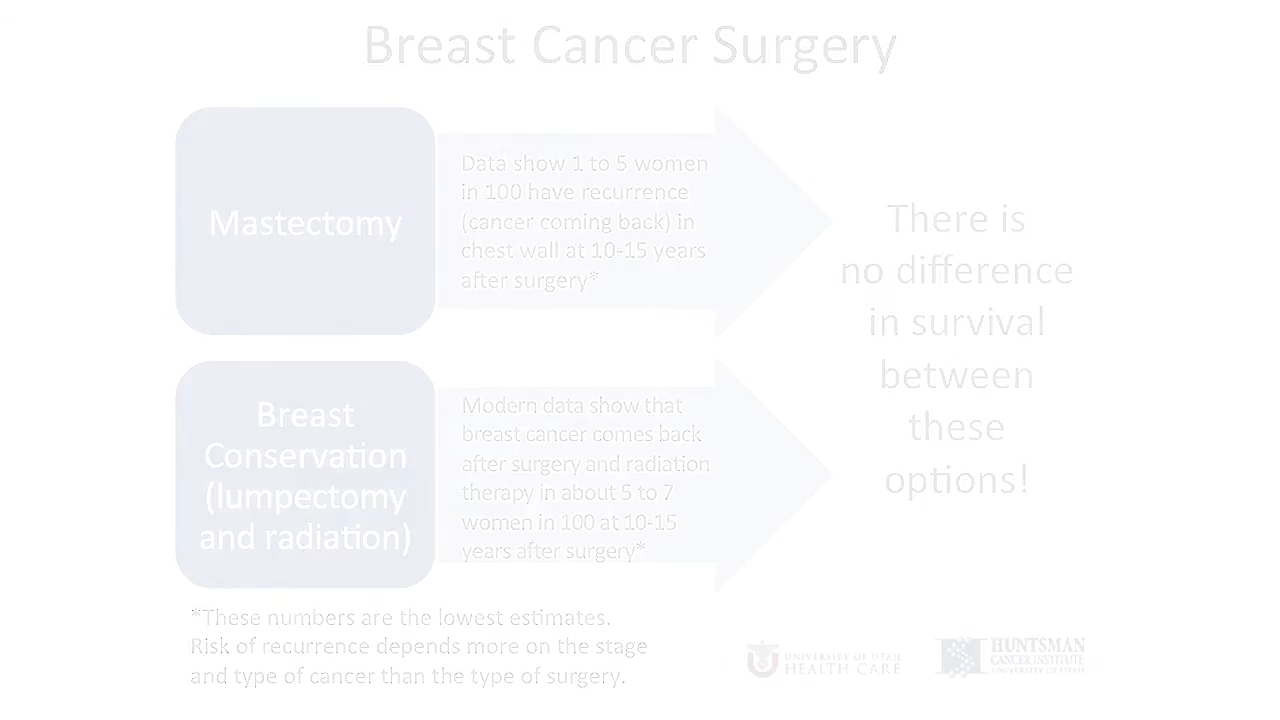 Breast Cancer Surgery
Mastectomy
Data show 1 to 5 women
in 100 have recurrence
(cancer coming back) in
chest wall at 10-15 years
after surgery*
Breast
Conservation
(lumpectomy
and radiation)
Modern data show that
breast cancer comes back
after surgery and radiation
therapy in about 5 to 7
women in 100 at 10-15
years after surgery*
There is
no difference
in survival
between
these
options!
*These numbers are the lowest estimates.
Risk of recurrence depends more on the stage
and type of cancer than the type of surgery.
UNIVERSITY OF UTAH
HEALTH CARE
HUNTSMAN
CANCER INSTITUTE
UNIVERSITY OF UTAH